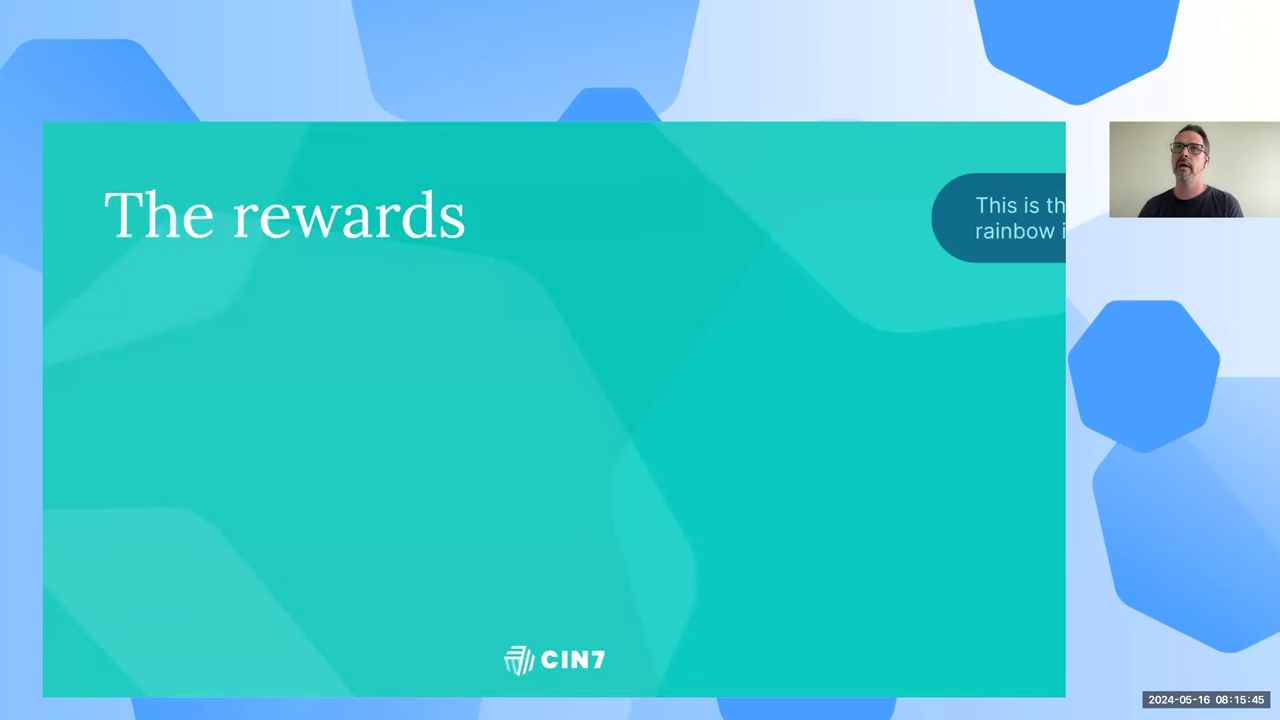 The rewards
This is th
rainbow i
CIN7
2024-05-16 08:15:45